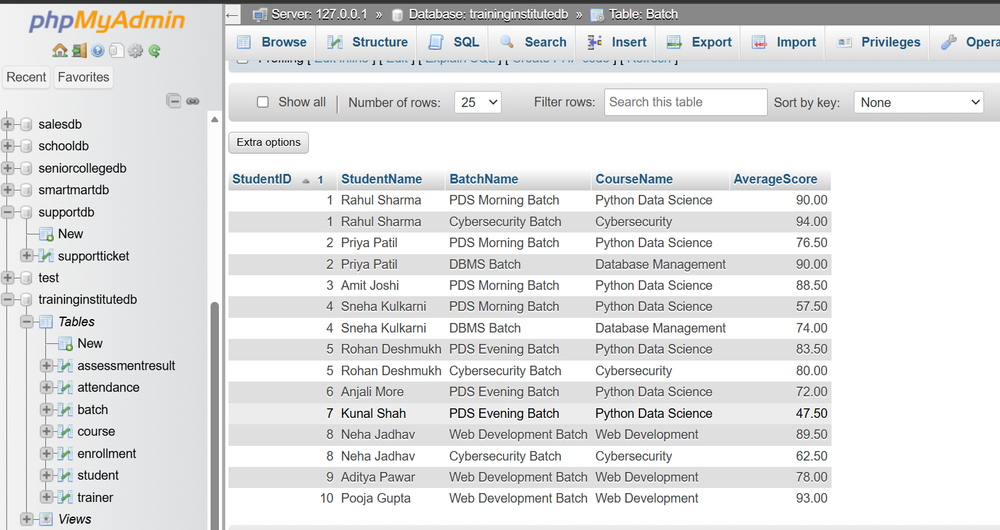 phpMyAdmin
Recent Favorites
salesdb
schooldb
seniorcollegedb
smartmartdb
supportdb
New
supportticket
test
traininginstitutedb
Tables
New
assessmentresult
attendance
batch
course
enrollment
student
trainer
Views
← Server: 127.0.0.1 » Database: traininginstitutedb » Table: Batch
Browse Structure SQL Search Insert Export Import Privileges Opera
Profiling [ Edit inline ] [ Edit ] [ Explain SQL ] [ Create PHP code ] [ Refresh ]
Show all Number of rows: 25 Filter rows: Search this table Sort by key: None
Extra options
StudentID 1 StudentName BatchName CourseName AverageScore
1 Rahul Sharma PDS Morning Batch Python Data Science 90.00
1 Rahul Sharma Cybersecurity Batch Cybersecurity 94.00
2 Priya Patil PDS Morning Batch Python Data Science 76.50
2 Priya Patil DBMS Batch Database Management 90.00
3 Amit Joshi PDS Morning Batch Python Data Science 88.50
4 Sneha Kulkarni PDS Morning Batch Python Data Science 57.50
4 Sneha Kulkarni DBMS Batch Database Management 74.00
5 Rohan Deshmukh PDS Evening Batch Python Data Science 83.50
5 Rohan Deshmukh Cybersecurity Batch Cybersecurity 80.00
6 Anjali More PDS Evening Batch Python Data Science 72.00
7 Kunal Shah PDS Evening Batch Python Data Science 47.50
8 Neha Jadhav Web Development Batch Web Development 89.50
8 Neha Jadhav Cybersecurity Batch Cybersecurity 62.50
9 Aditya Pawar Web Development Batch Web Development 78.00
10 Pooja Gupta Web Development Batch Web Development 93.00